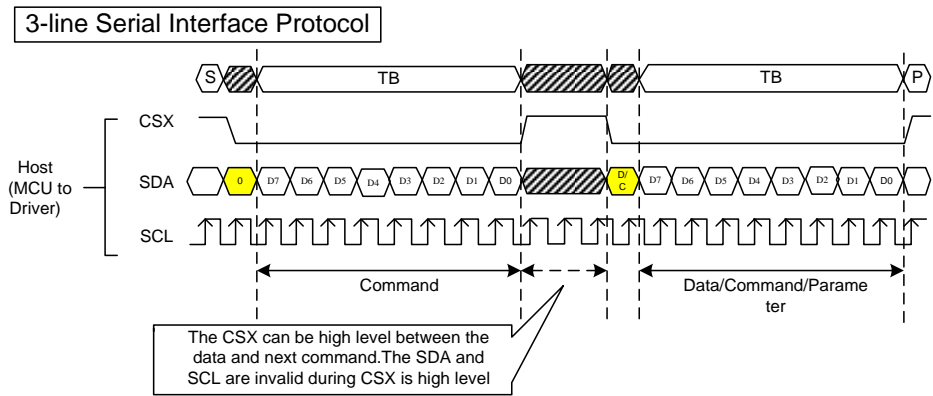 3-line Serial Interface Protocol
S TB TB P
CSX
Host
(MCU to
Driver)
SDA 0 D7 D6 D5 D4 D3 D2 D1 D0 D/
C D7 D6 D5 D4 D3 D2 D1 D0
SCL
Command
Data/Command/Parame
ter
The CSX can be high level between the
data and next command.The SDA and
SCL are invalid during CSX is high level